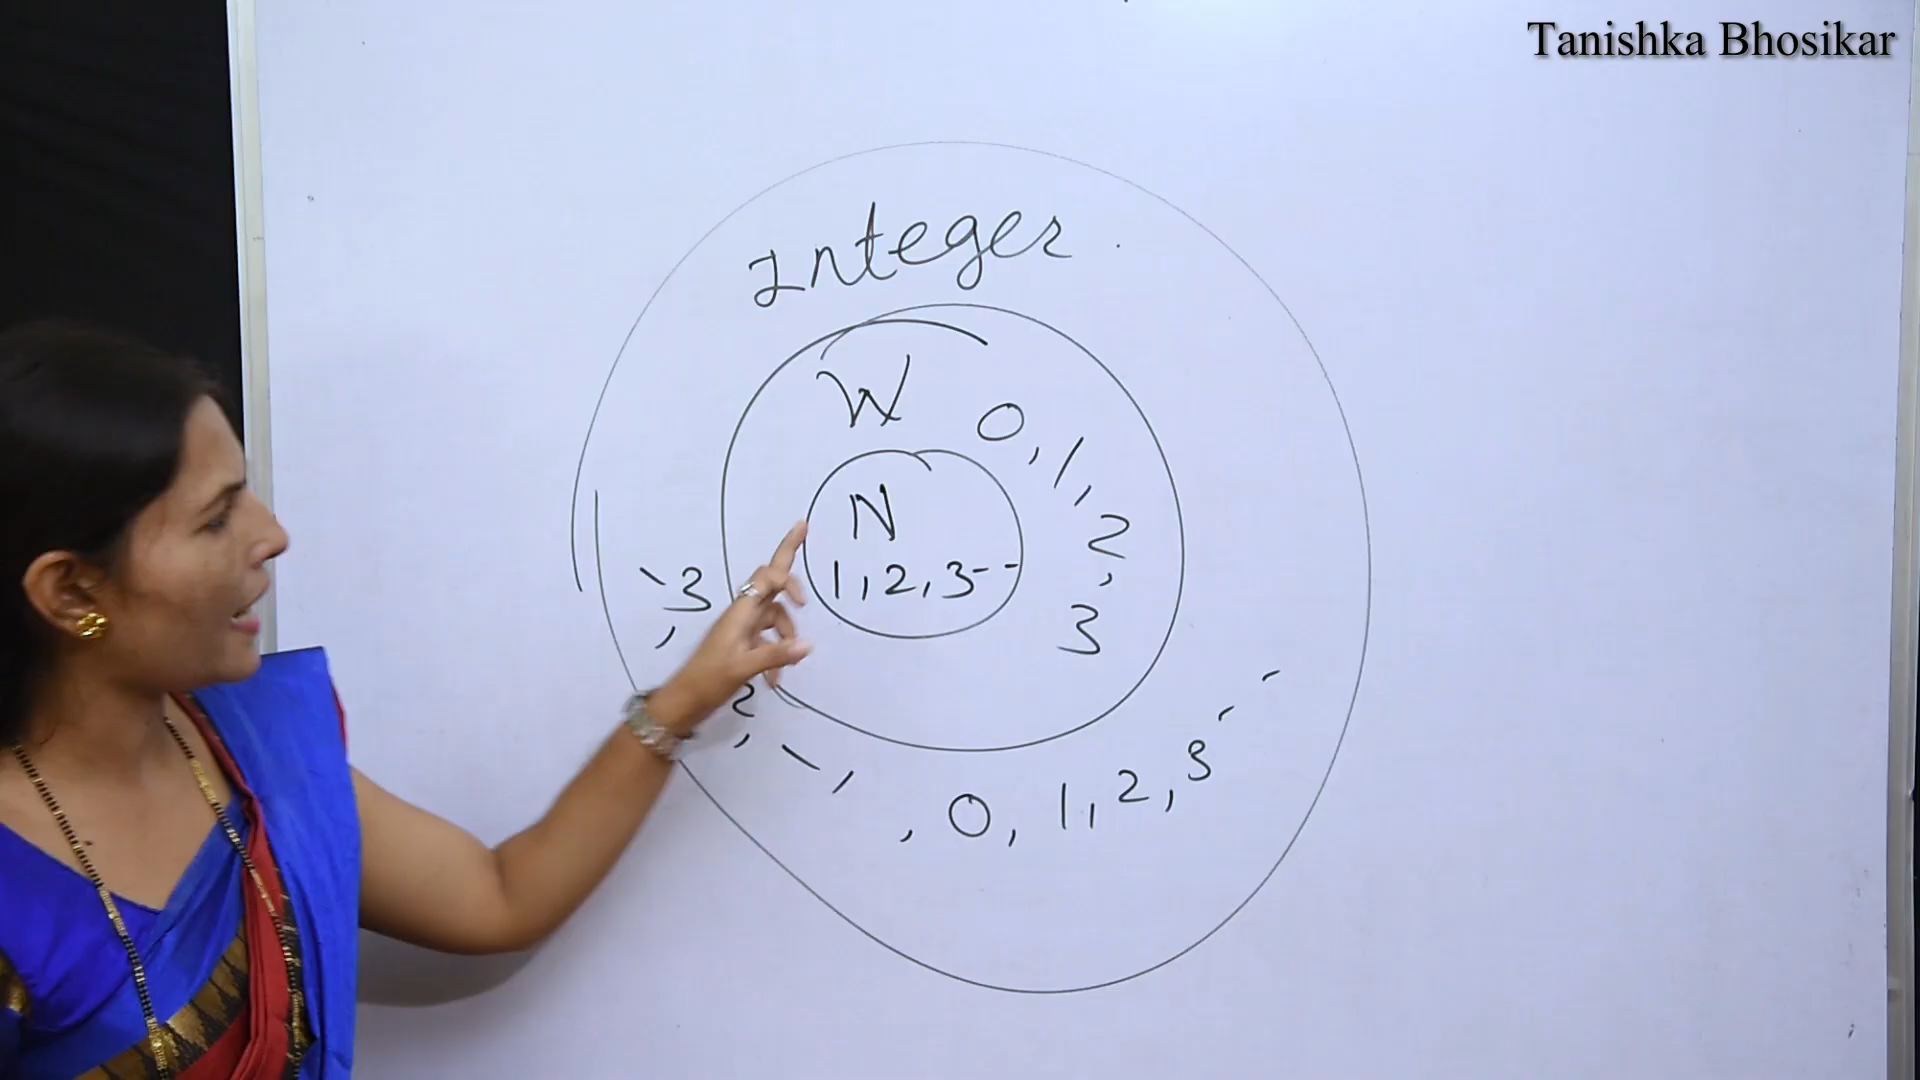 Tanishka Bhosikar
Integer
W
0, 1, 2, 3
N
1, 2, 3--
-3, 2, -1, 0, 1, 2, 3--